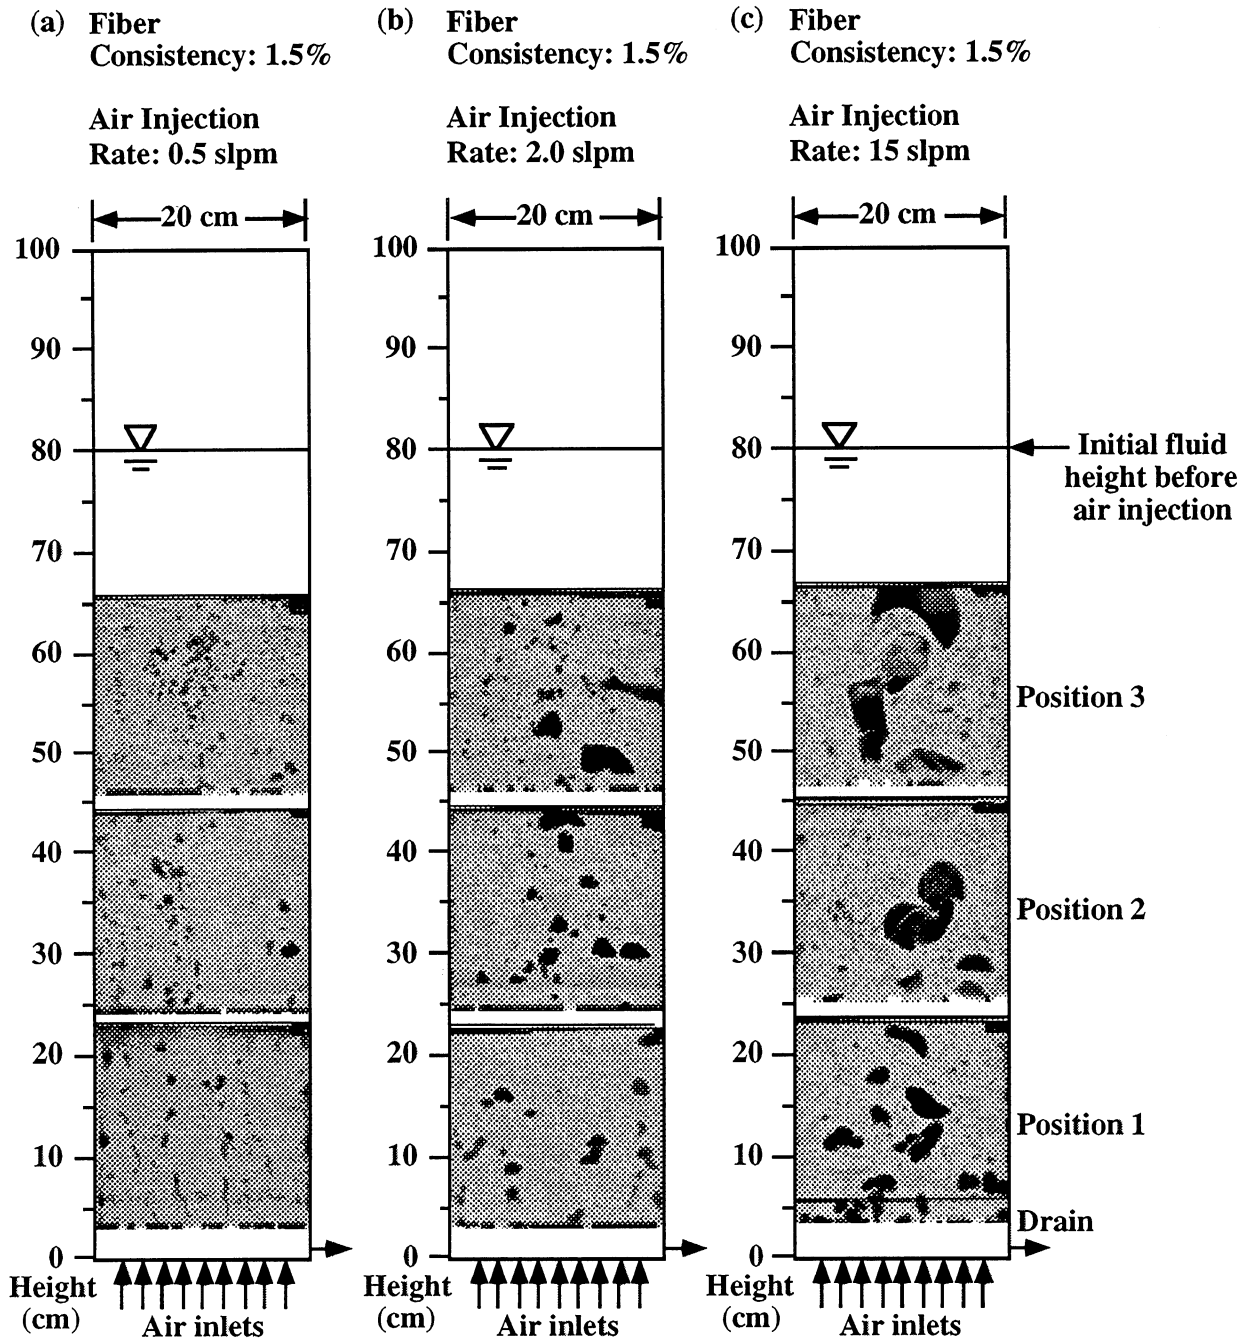 (a) Fiber
Consistency: 1.5%
Air Injection
Rate: 0.5 slpm
20 cm
100
90
80
70
60
50
40
30
20
10
0
Height
(cm)
Air inlets
(b) Fiber
Consistency: 1.5%
Air Injection
Rate: 2.0 slpm
20 cm
100
90
80
70
60
50
40
30
20
10
0
Height
(cm)
Air inlets
(c) Fiber
Consistency: 1.5%
Air Injection
Rate: 15 slpm
20 cm
100
90
80
70
60
50
40
30
20
10
0
Height
(cm)
Air inlets
Initial fluid
height before
air injection
Position 3
Position 2
Position 1
Drain